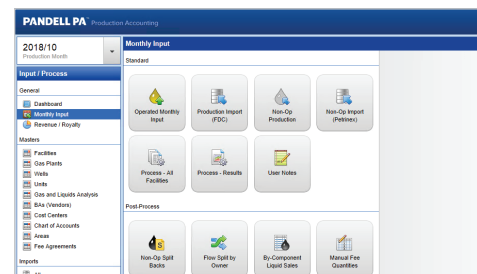 PANDELL PA Production Accounting
2018/10
Production Month
Monthly Input
Standard
Input / Process
General
Dashboard
Monthly Input
Revenue / Royalty
Masters
Facilities
Gas Plants
Wells
Units
Gas and Liquids Analysis
BAs (Vendors)
Cost Centers
Chart of Accounts
Areas
Fee Agreements
Imports
All
Operated Monthly
Input
Production Import
(FDC)
Non-Op
Production
Non-Op Import
(Petrinex)
Process - All
Facilities
Process - Results
User Notes
Post-Process
Non-Op Split
Backs
Flow Split by
Owner
By-Component
Liquid Sales
Manual Fee
Quantities